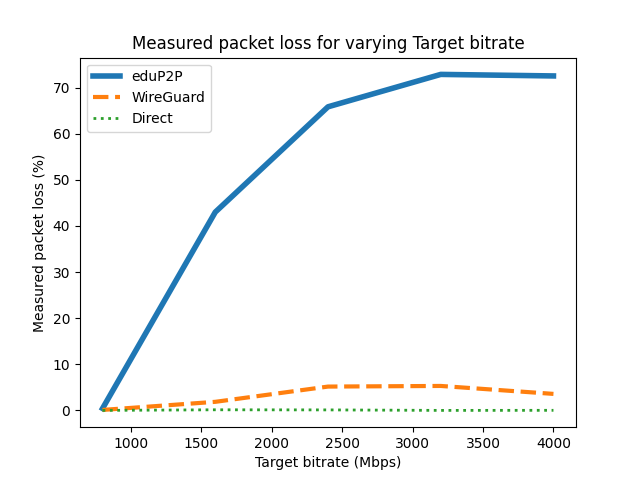 Measured packet loss for varying Target bitrate
eduP2P
WireGuard
Direct
Measured packet loss (%)
70
60
50
40
30
20
10
0
1000 1500 2000 2500 3000 3500 4000
Target bitrate (Mbps)